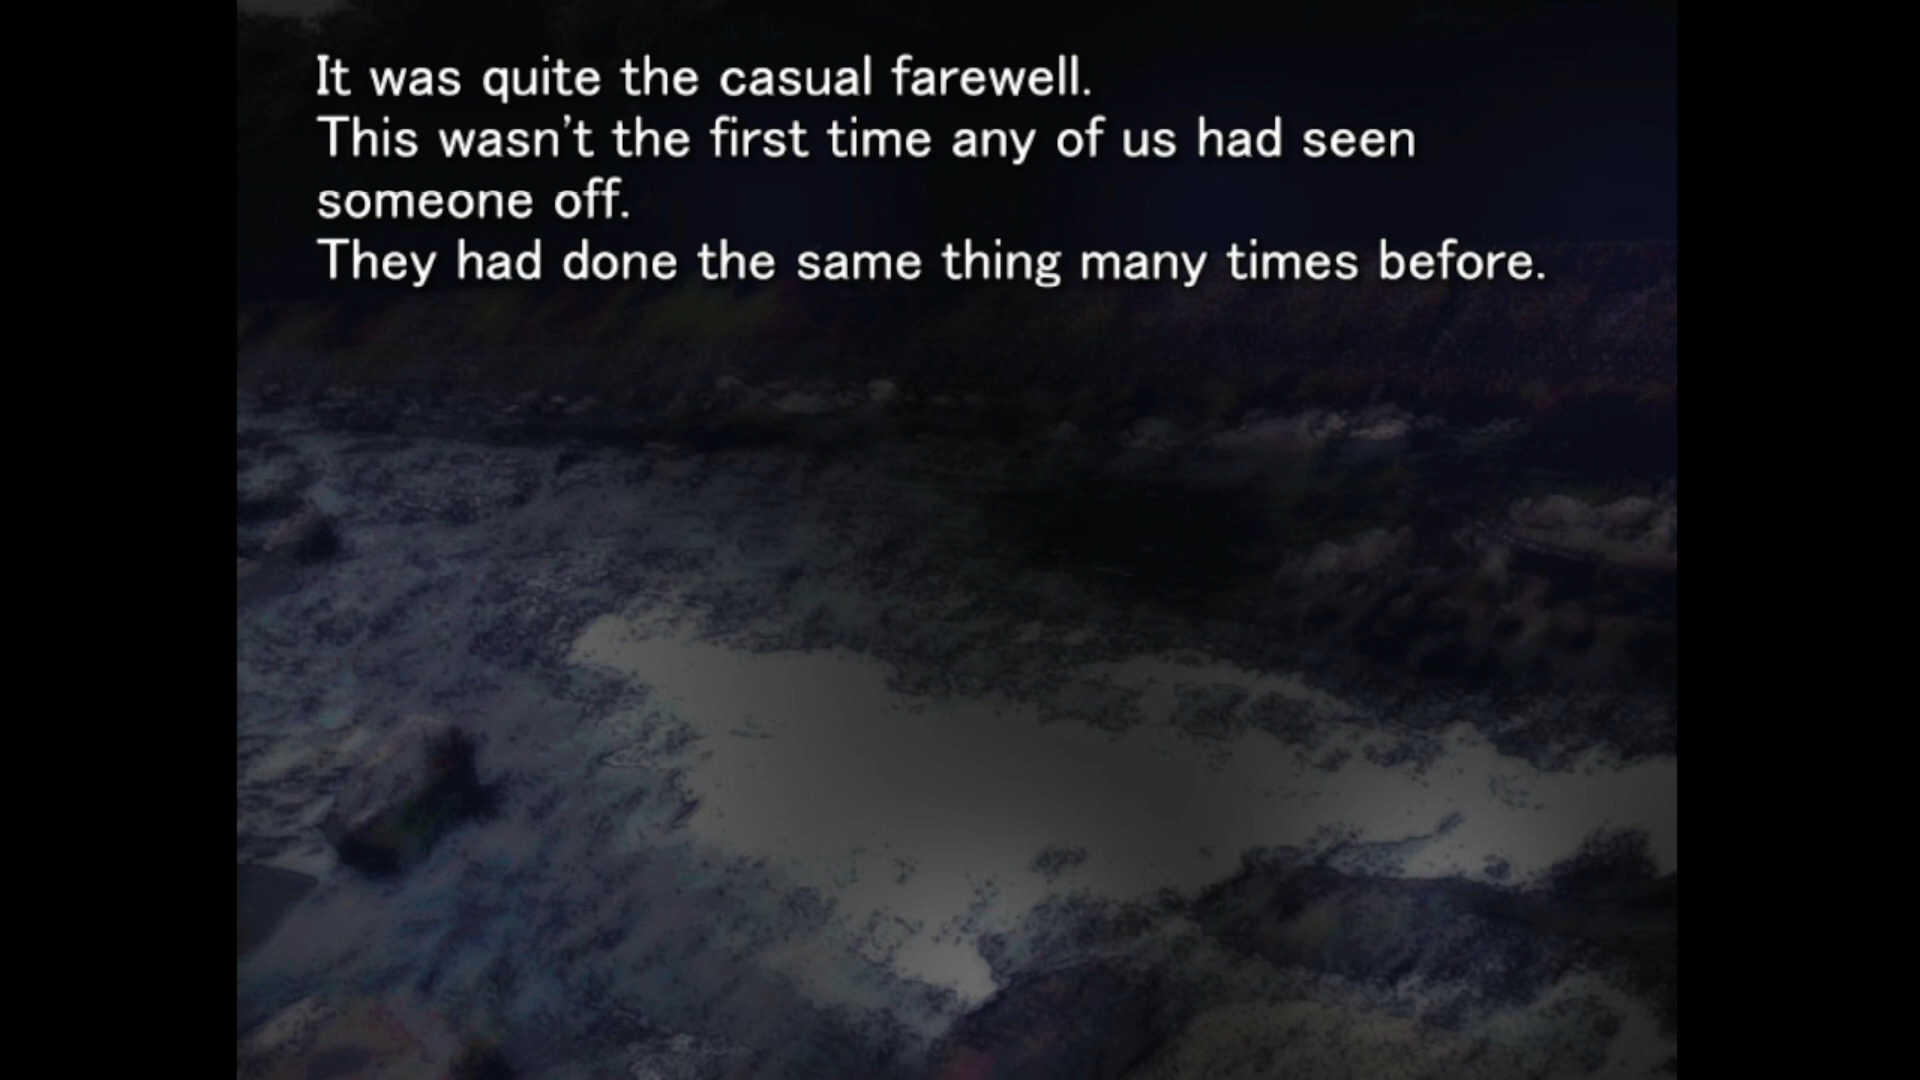 It was quite the casual farewell.
This wasn't the first time any of us had seen
someone off.
They had done the same thing many times before.